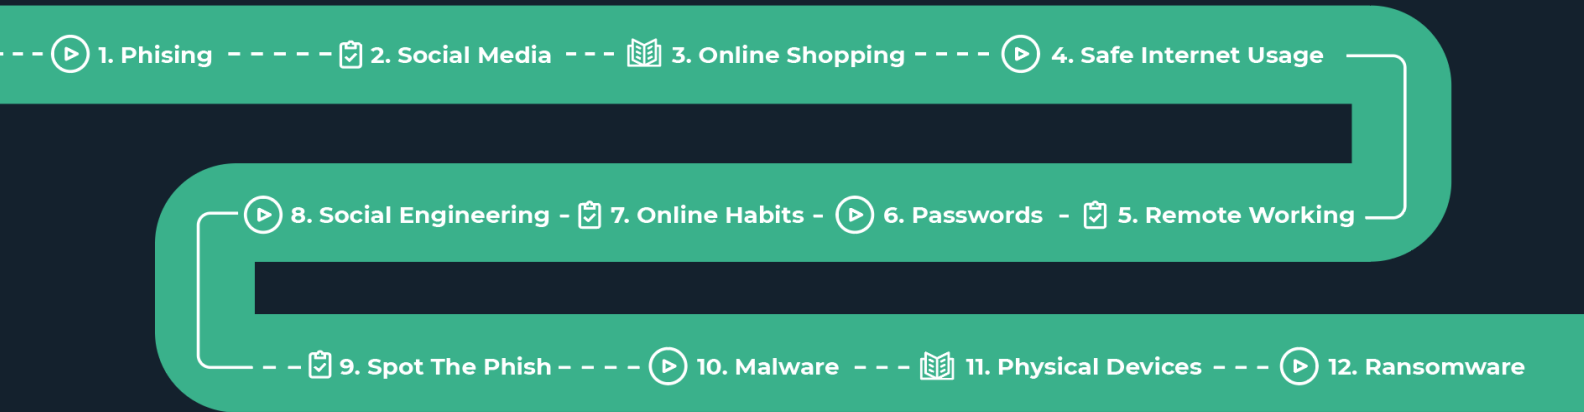 1. Phising 2. Social Media 3. Online Shopping 4. Safe Internet Usage
8. Social Engineering 7. Online Habits 6. Passwords 5. Remote Working
9. Spot The Phish 10. Malware 11. Physical Devices 12. Ransomware